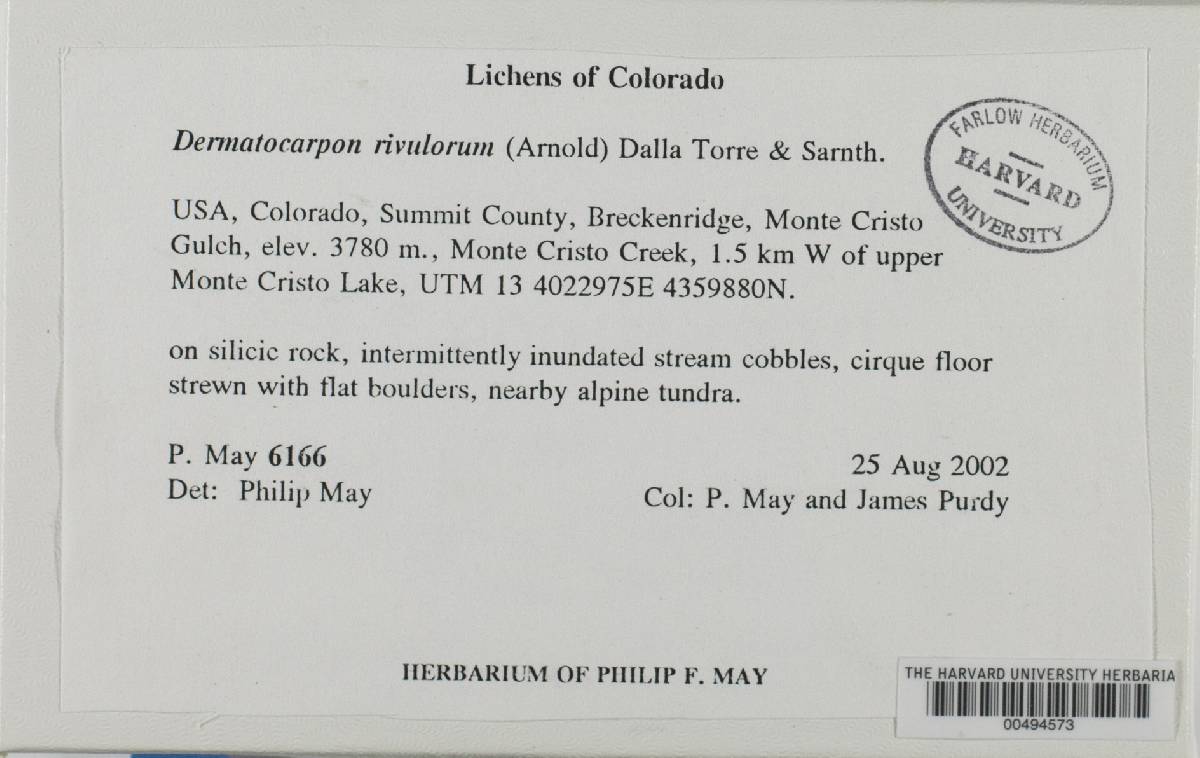 Lichens of Colorado
Dermatocarpon rivulorum (Arnold) Dalla Torre & Sarnth.
FARLOW HERBARIUM
HARVARD
UNIVERSITY
USA, Colorado, Summit County, Breckenridge, Monte Cristo
Gulch, elev. 3780 m., Monte Cristo Creek, 1.5 km W of upper
Monte Cristo Lake, UTM 13 4022975E 4359880N.
on silicic rock, intermittently inundated stream cobbles, cirque floor
strewn with flat boulders, nearby alpine tundra.
P. May 6166
25 Aug 2002
Det: Philip May
Col: P. May and James Purdy
HERBARIUM OF PHILIP F. MAY
THE HARVARD UNIVERSITY HERBARIA
00494573